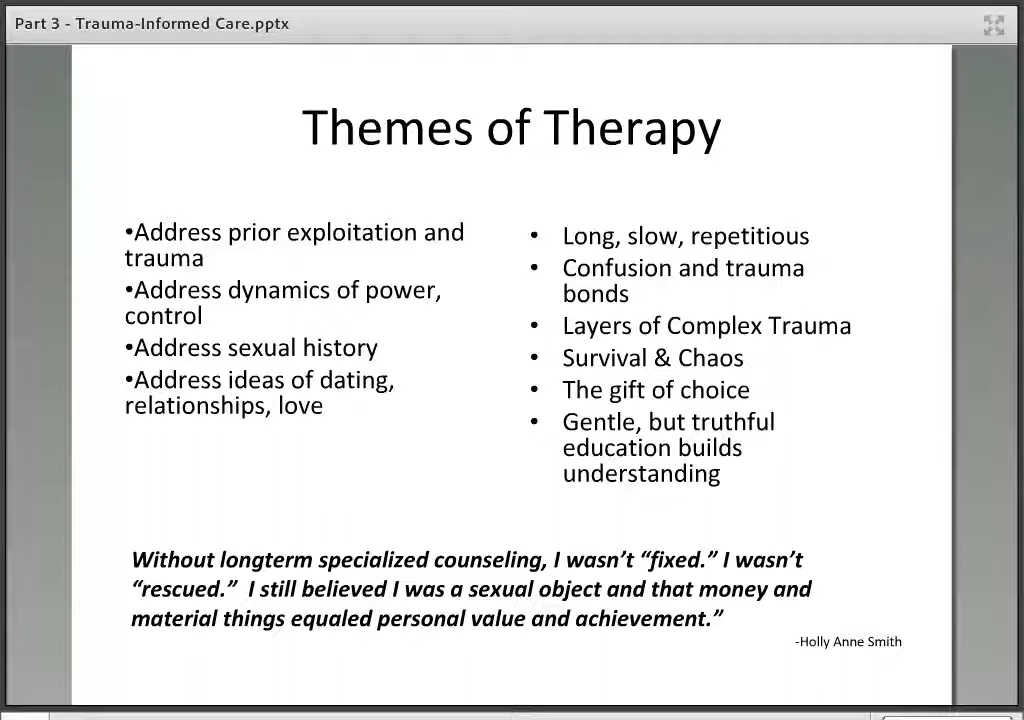 Part 3 - Trauma-Informed Care.pptx
Themes of Therapy
•Address prior exploitation and
trauma
•Address dynamics of power,
control
•Address sexual history
•Address ideas of dating,
relationships, love
• Long, slow, repetitious
• Confusion and trauma
bonds
• Layers of Complex Trauma
• Survival & Chaos
• The gift of choice
• Gentle, but truthful
education builds
understanding
Without longterm specialized counseling, I wasn’t “fixed.” I wasn’t
“rescued.” I still believed I was a sexual object and that money and
material things equaled personal value and achievement.”
-Holly Anne Smith